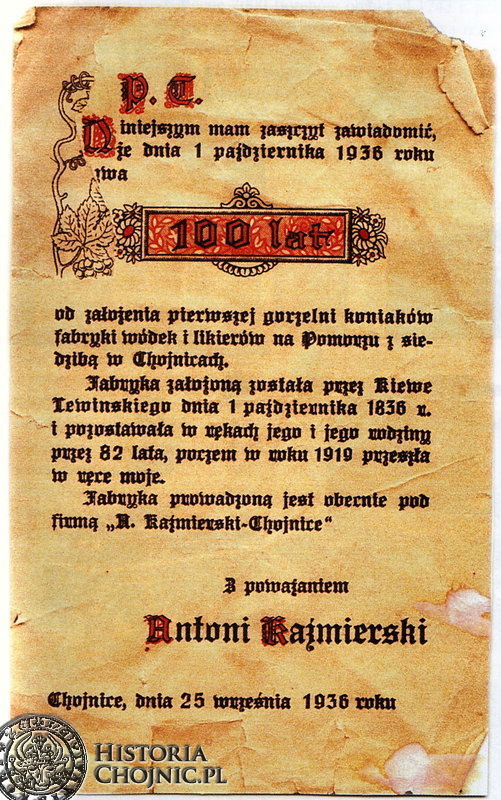 P. T.
Niniejszym mam zaszczyt zawiadomić,
że dnia 1 października 1936 roku
mija
100 lat
od założenia pierwszej gorzelni koniaków
fabryki wódek i likierów na Pomorzu z sie-
dzibą w Chojnicach.
Fabryka założoną została przez Kiewe
Lewinskiego dnia 1 października 1836 r.
i pozostawała w rękach jego i jego rodziny
przez 82 lata, poczem w roku 1919 przeszła
w ręce moje.
Fabryka prowadzoną jest obecnie pod
firmą „A. Kaźmierski-Chojnice"
Z poważaniem
Antoni Kaźmierski
Chojnice, dnia 25 września 1936 roku
HISTORIA
CHOJNIC.PL